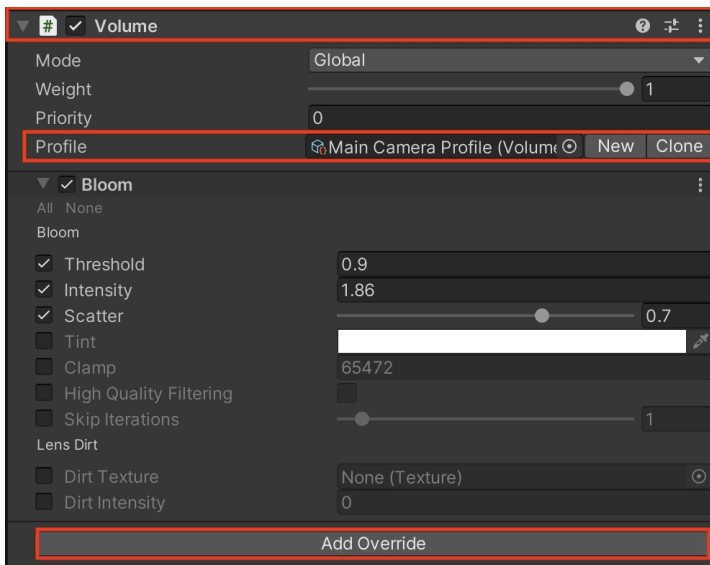 # Volume
Mode Global
Weight 1
Priority 0
Profile Main Camera Profile (Volume New Clone
Bloom
All None
Bloom
Threshold 0.9
Intensity 1.86
Scatter 0.7
Tint
Clamp 65472
High Quality Filtering
Skip Iterations 1
Lens Dirt
Dirt Texture None (Texture)
Dirt Intensity 0
Add Override